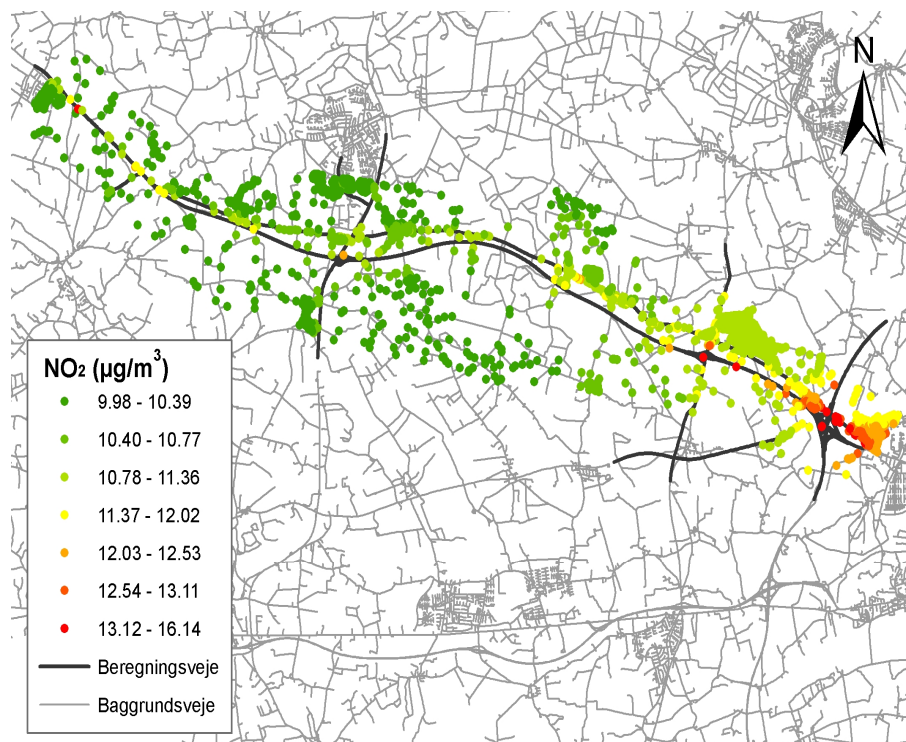 N
NO2 (µg/m³)
9.98 - 10.39
10.40 - 10.77
10.78 - 11.36
11.37 - 12.02
12.03 - 12.53
12.54 - 13.11
13.12 - 16.14
Beregningsveje
Baggrundsveje